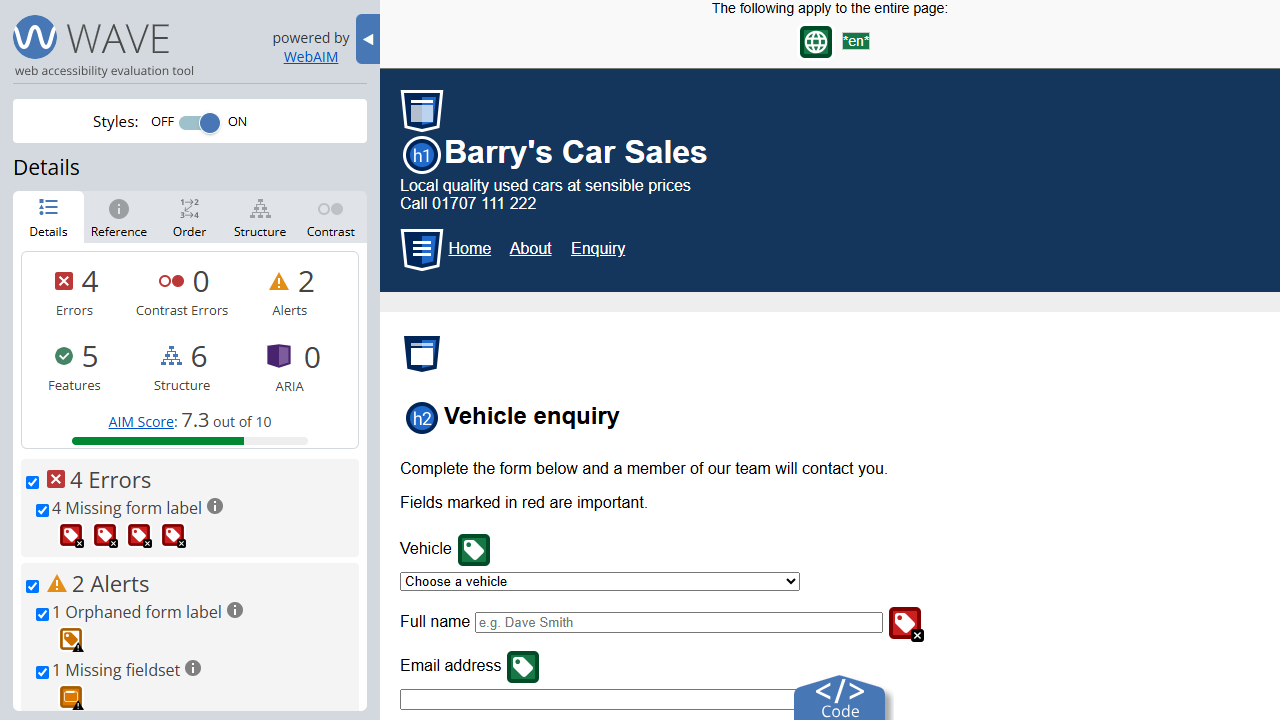 WAVE
powered by
WebAIM
web accessibility evaluation tool
Styles: OFF ON
Details
Details Reference Order Structure Contrast
4 Errors
0 Contrast Errors
2 Alerts
5 Features
6 Structure
0 ARIA
AIM Score: 7.3 out of 10
4 Errors
4 Missing form label
2 Alerts
1 Orphaned form label
1 Missing fieldset
The following apply to the entire page:
*en*
h1 Barry's Car Sales
Local quality used cars at sensible prices
Call 01707 111 222
Home About Enquiry
h2 Vehicle enquiry
Complete the form below and a member of our team will contact you.
Fields marked in red are important.
Vehicle
Choose a vehicle
Full name e.g. Dave Smith
Email address
</> Code